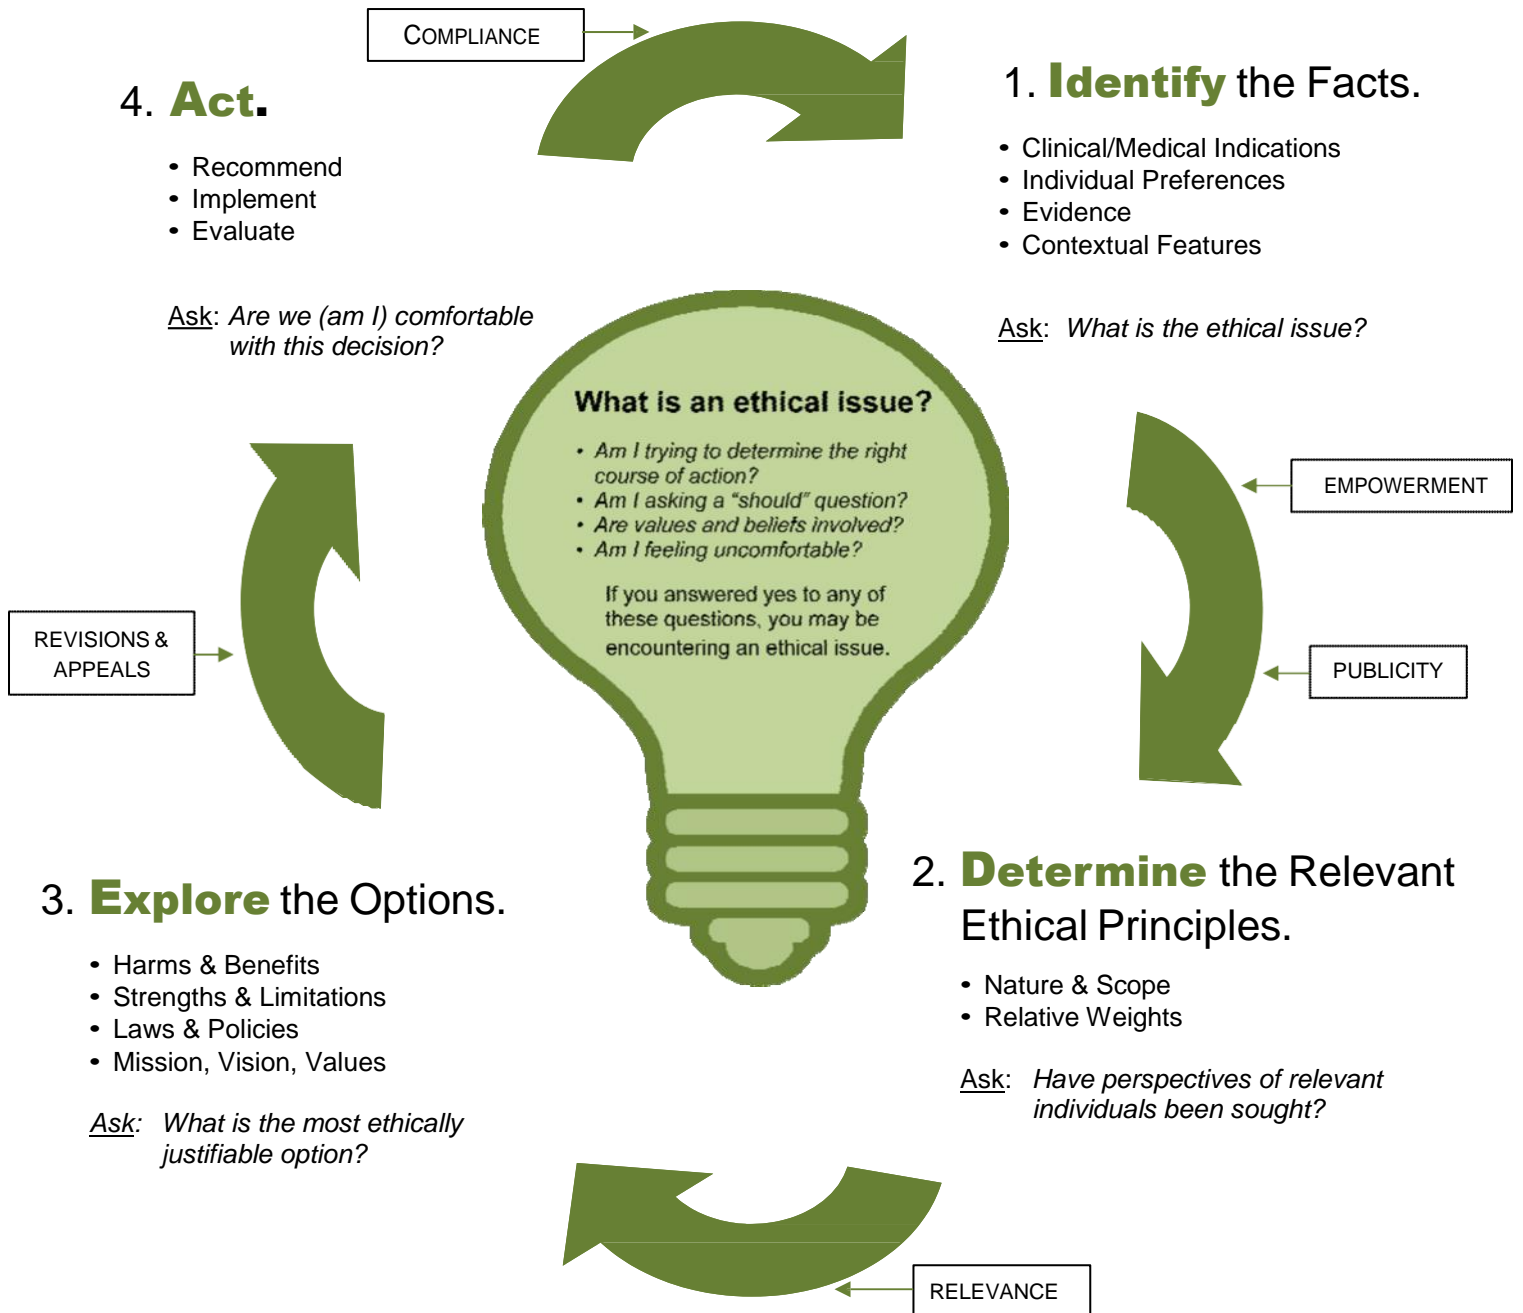 COMPLIANCE
1. Identify the Facts.
• Clinical/Medical Indications
• Individual Preferences
• Evidence
• Contextual Features
Ask: What is the ethical issue?
EMPOWERMENT
PUBLICITY
2. Determine the Relevant
Ethical Principles.
• Nature & Scope
• Relative Weights
Ask: Have perspectives of relevant
individuals been sought?
RELEVANCE
3. Explore the Options.
• Harms & Benefits
• Strengths & Limitations
• Laws & Policies
• Mission, Vision, Values
Ask: What is the most ethically
justifiable option?
REVISIONS &
APPEALS
4. Act.
• Recommend
• Implement
• Evaluate
Ask: Are we (am I) comfortable
with this decision?
What is an ethical issue?
• Am I trying to determine the right
course of action?
• Am I asking a “should” question?
• Are values and beliefs involved?
• Am I feeling uncomfortable?
If you answered yes to any of
these questions, you may be
encountering an ethical issue.